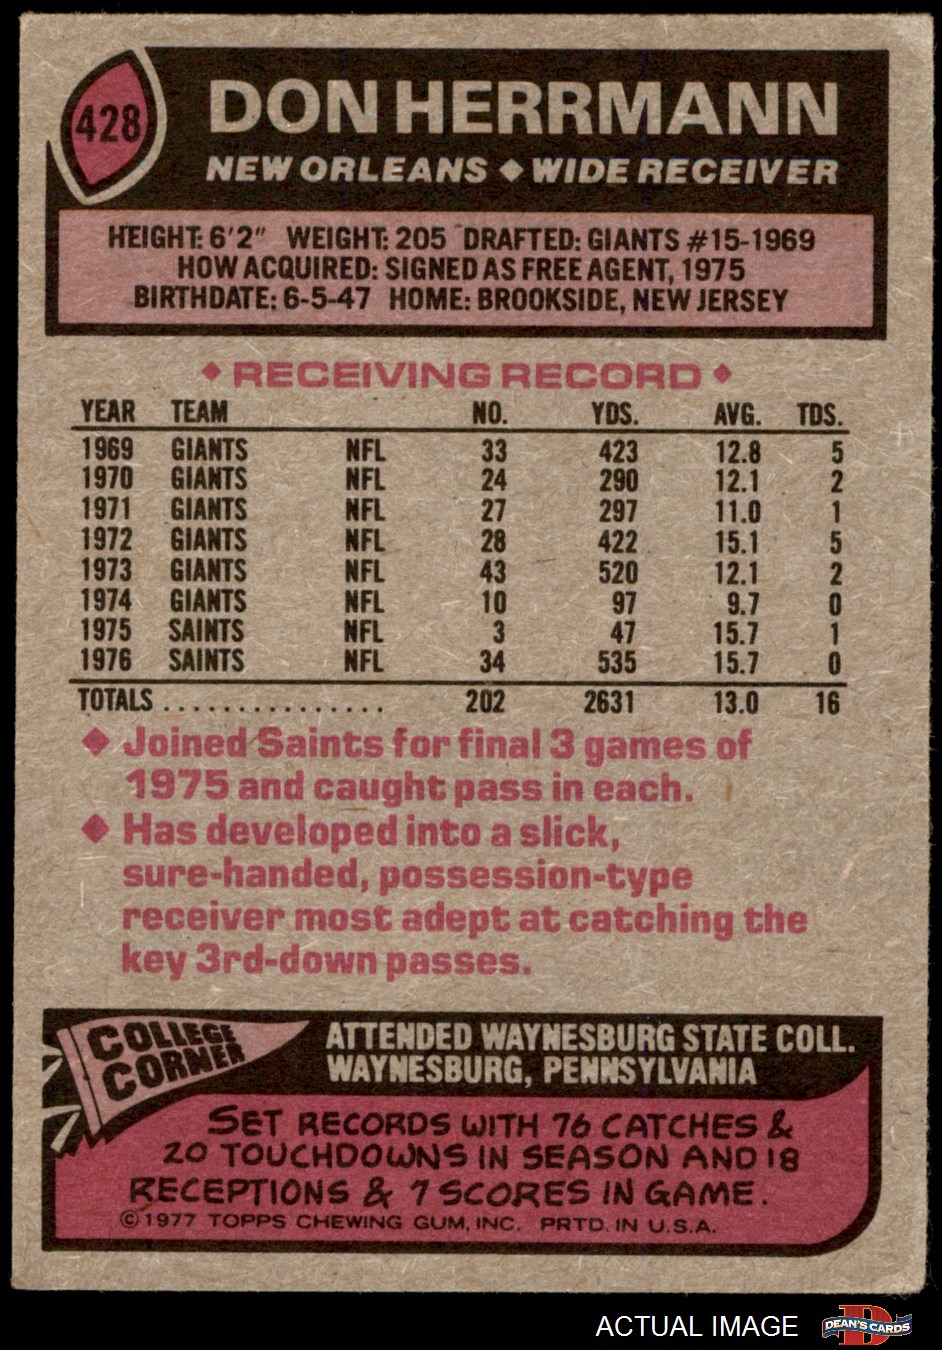 428
DON HERRMANN
NEW ORLEANS ◆ WIDE RECEIVER
HEIGHT: 6'2" WEIGHT: 205 DRAFTED: GIANTS #15-1969
HOW ACQUIRED: SIGNED AS FREE AGENT, 1975
BIRTHDATE: 6-5-47 HOME: BROOKSIDE, NEW JERSEY
◆ RECEIVING RECORD ◆
YEAR TEAM NO. YDS. AVG. TDS.
1969 GIANTS NFL 33 423 12.8 5
1970 GIANTS NFL 24 290 12.1 2
1971 GIANTS NFL 27 297 11.0 1
1972 GIANTS NFL 28 422 15.1 5
1973 GIANTS NFL 43 520 12.1 2
1974 GIANTS NFL 10 97 9.7 0
1975 SAINTS NFL 3 47 15.7 1
1976 SAINTS NFL 34 535 15.7 0
TOTALS............... 202 2631 13.0 16
◆ Joined Saints for final 3 games of
1975 and caught pass in each.
◆ Has developed into a slick,
sure-handed, possession-type
receiver most adept at catching the
key 3rd-down passes.
COLLEGE
CORNER
ATTENDED WAYNESBURG STATE COLL.
WAYNESBURG, PENNSYLVANIA
SET RECORDS WITH 76 CATCHES &
20 TOUCHDOWNS IN SEASON AND 18
RECEPTIONS & 7 SCORES IN GAME.
©1977 TOPPS CHEWING GUM, INC. PRTD. IN U.S.A.
ACTUAL IMAGE
D
DEAN'S CARDS